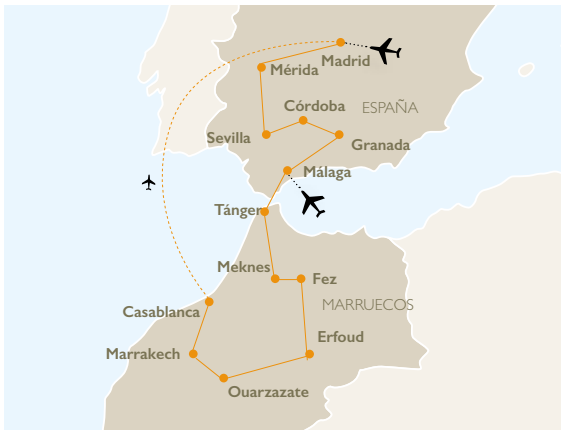 Madrid
Mérida
Córdoba
ESPAÑA
Sevilla
Granada
Málaga
Tánger
Meknes
Fez
MARRUECOS
Casablanca
Erfoud
Marrakech
Ouarzazate